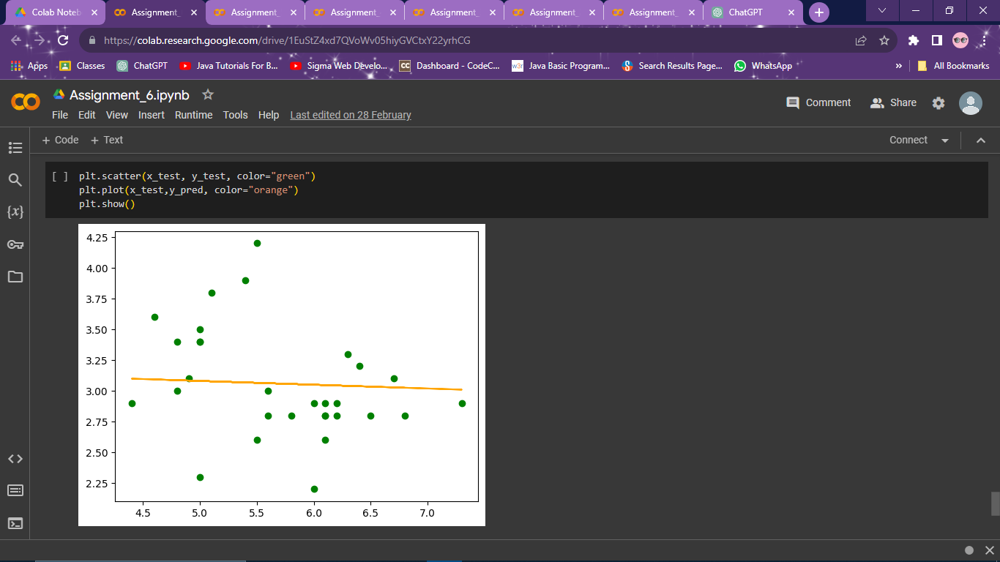 Colab Noteb
Assignment_
Assignment_
Assignment_
Assignment_
Assignment_
Assignment_
ChatGPT
https://colab.research.google.com/drive/1EuStZ4xd7QVoWv05hiyGVCtxY22yrhCG
Apps Classes ChatGPT Java Tutorials For B... Sigma Web Develo... CC Dashboard - CodeC... w3r Java Basic Program... Search Results Page... WhatsApp » All Bookmarks
Assignment_6.ipynb
Comment Share
File Edit View Insert Runtime Tools Help Last edited on 28 February
+ Code + Text Connect
[ ] plt.scatter(x_test, y_test, color="green")
plt.plot(x_test,y_pred, color="orange")
plt.show()
{x}
4.25
4.00
3.75
3.50
3.25
3.00
2.75
2.50
2.25
4.5 5.0 5.5 6.0 6.5 7.0